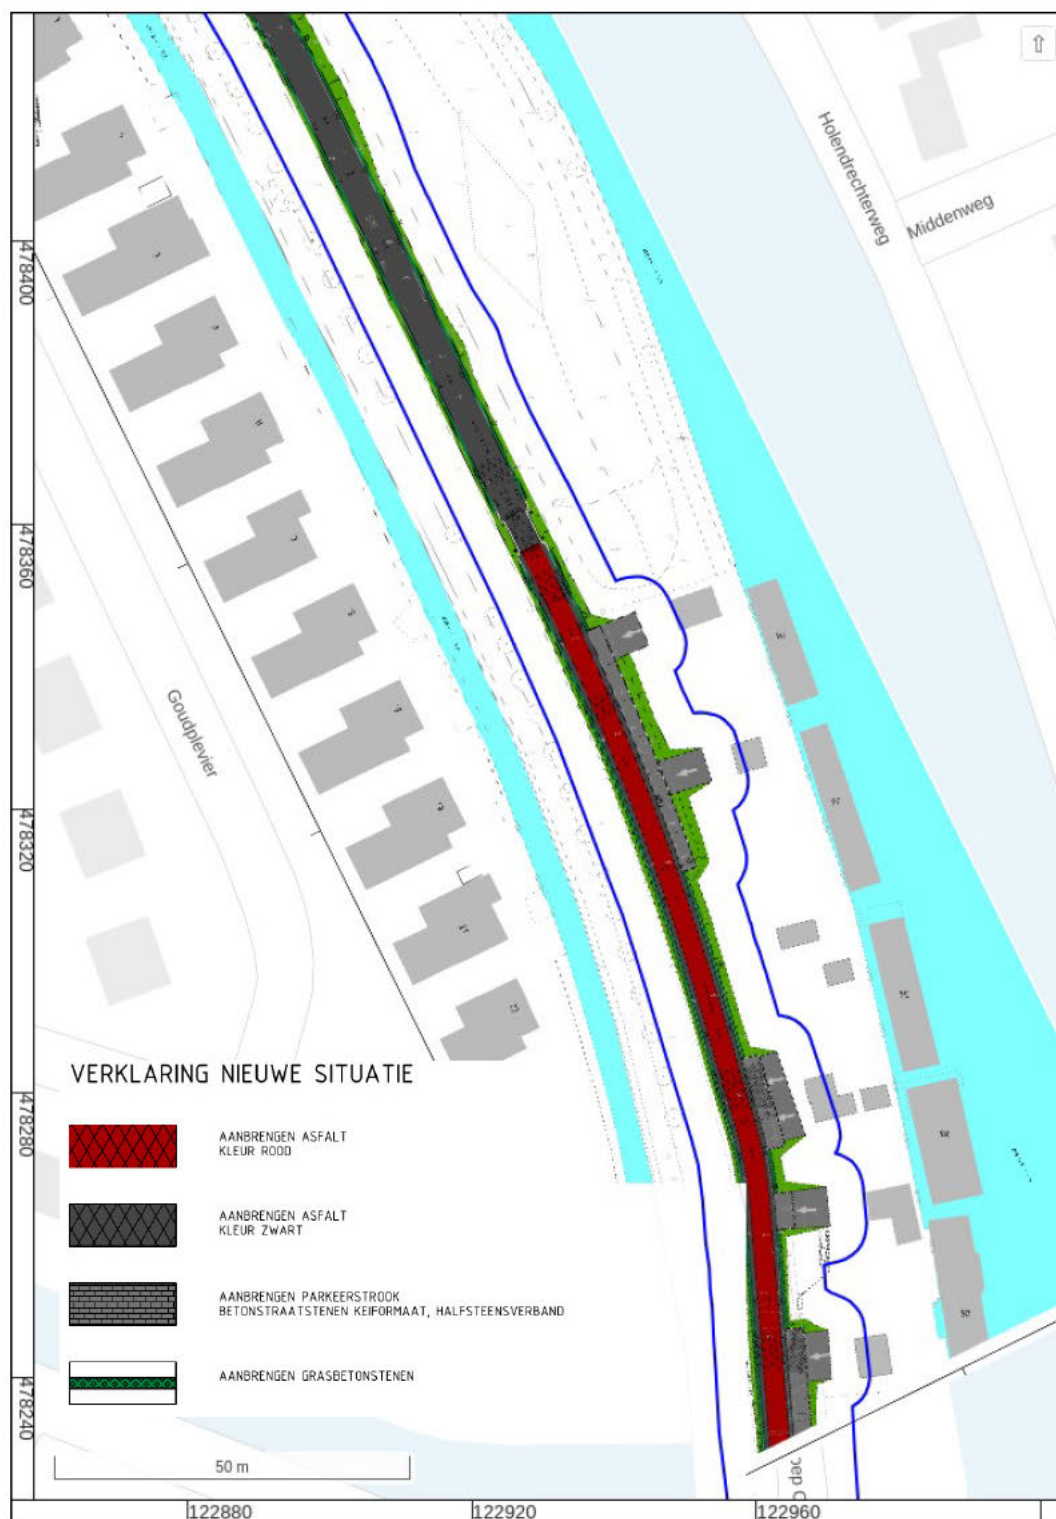 ⇧
Holendrechterweg
Middenweg
478400
478360
Goudplevier
478320
478280
478240
VERKLARING NIEUWE SITUATIE
AANBRENGEN ASFALT
KLEUR ROOD
AANBRENGEN ASFALT
KLEUR ZWART
AANBRENGEN PARKEERSTROOK
BETONSTRAATSTENEN KEIFORMAAT, HALFSTEENSVERBAND
AANBRENGEN GRASBETONSTENEN
50 m
122880
122920
122960